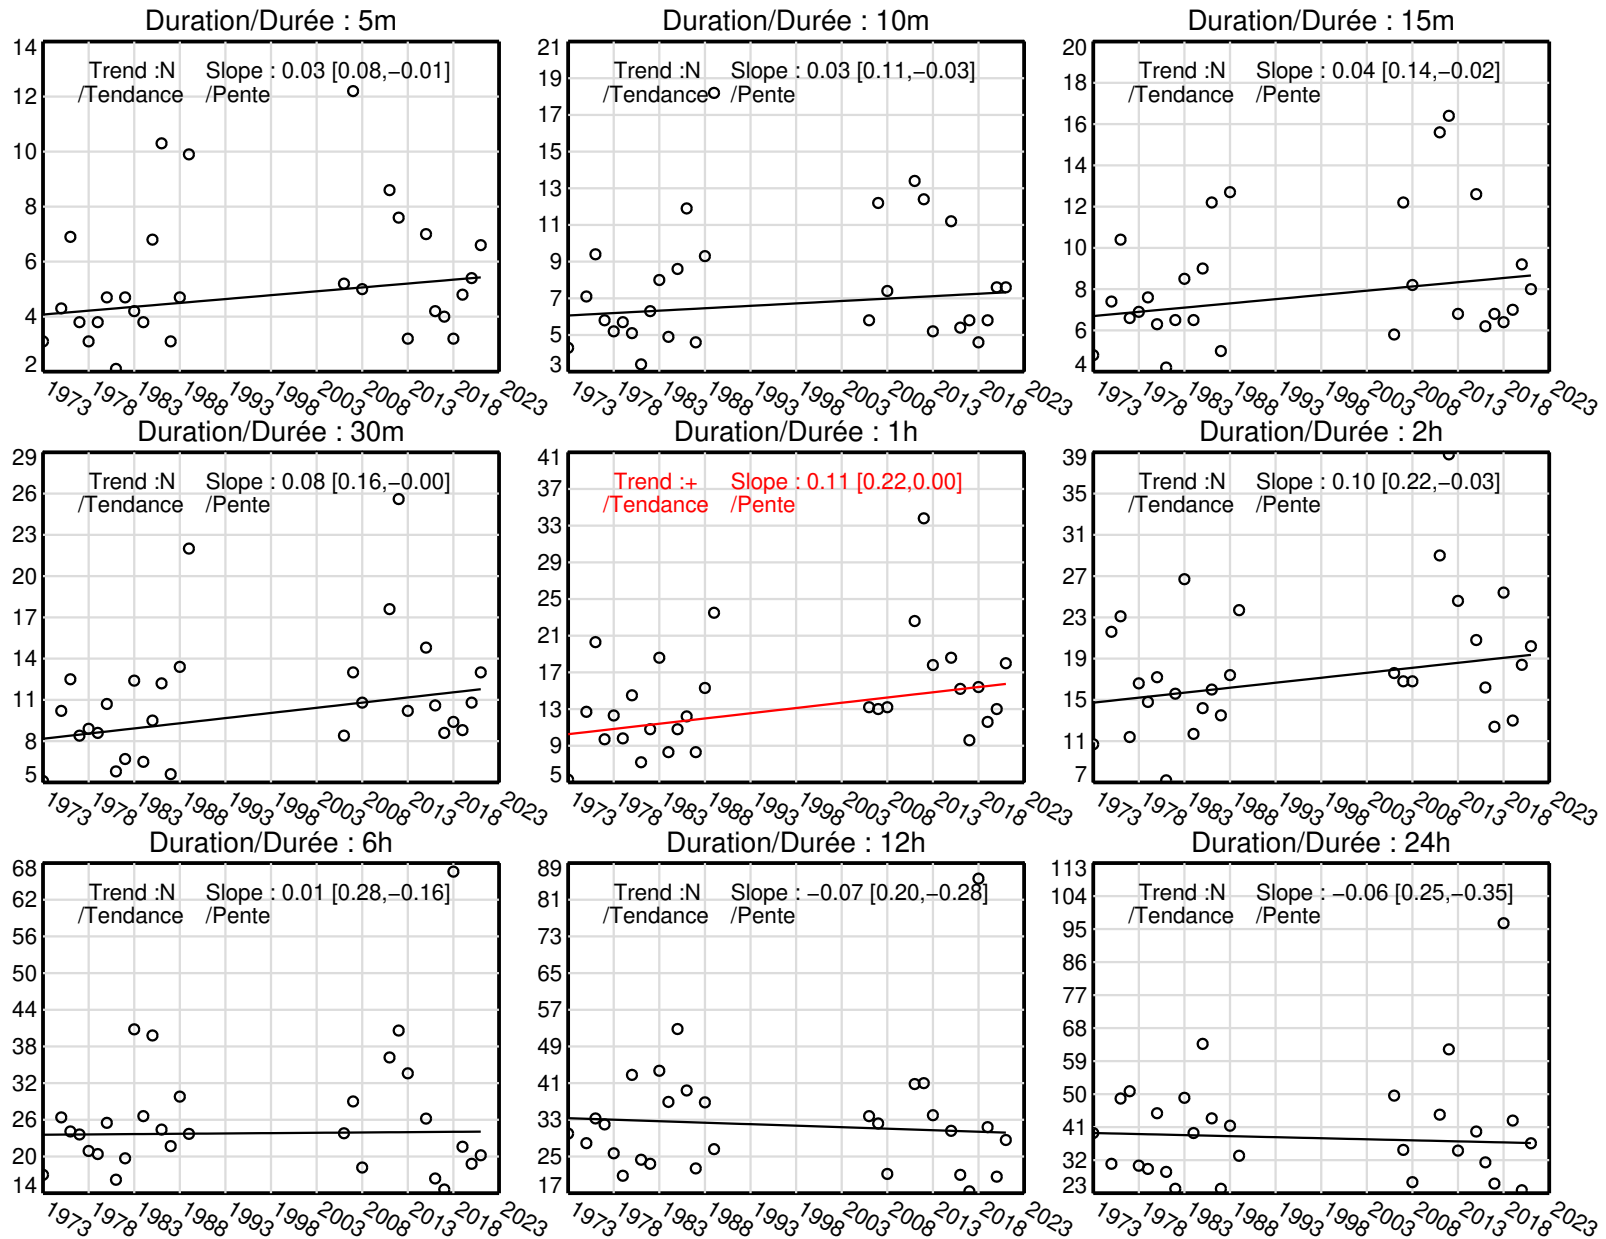 Duration/Durée : 5m
Trend :N Slope : 0.03 [0.08,−0.01]
/Tendance /Pente
14
12
10
8
6
4
2
1973 1978 1983 1988 1993 1998 2003 2008 2013 2018 2023
Duration/Durée : 10m
Trend :N Slope : 0.03 [0.11,−0.03]
/Tendance /Pente
21
19
17
15
13
11
9
7
5
3
1973 1978 1983 1988 1993 1998 2003 2008 2013 2018 2023
Duration/Durée : 15m
Trend :N Slope : 0.04 [0.14,−0.02]
/Tendance /Pente
20
18
16
14
12
10
8
6
4
1973 1978 1983 1988 1993 1998 2003 2008 2013 2018 2023
Duration/Durée : 30m
Trend :N Slope : 0.08 [0.16,−0.00]
/Tendance /Pente
29
26
23
20
17
14
11
8
5
1973 1978 1983 1988 1993 1998 2003 2008 2013 2018 2023
Duration/Durée : 1h
Trend :+ Slope : 0.11 [0.22,0.00]
/Tendance /Pente
41
37
33
29
25
21
17
13
9
5
1973 1978 1983 1988 1993 1998 2003 2008 2013 2018 2023
Duration/Durée : 2h
Trend :N Slope : 0.10 [0.22,−0.03]
/Tendance /Pente
39
35
31
27
23
19
15
11
7
1973 1978 1983 1988 1993 1998 2003 2008 2013 2018 2023
Duration/Durée : 6h
Trend :N Slope : 0.01 [0.28,−0.16]
/Tendance /Pente
68
62
56
50
44
38
32
26
20
14
1973 1978 1983 1988 1993 1998 2003 2008 2013 2018 2023
Duration/Durée : 12h
Trend :N Slope : −0.07 [0.20,−0.28]
/Tendance /Pente
89
81
73
65
57
49
41
33
25
17
1973 1978 1983 1988 1993 1998 2003 2008 2013 2018 2023
Duration/Durée : 24h
Trend :N Slope : −0.06 [0.25,−0.35]
/Tendance /Pente
113
104
95
86
77
68
59
50
41
32
23
1973 1978 1983 1988 1993 1998 2003 2008 2013 2018 2023